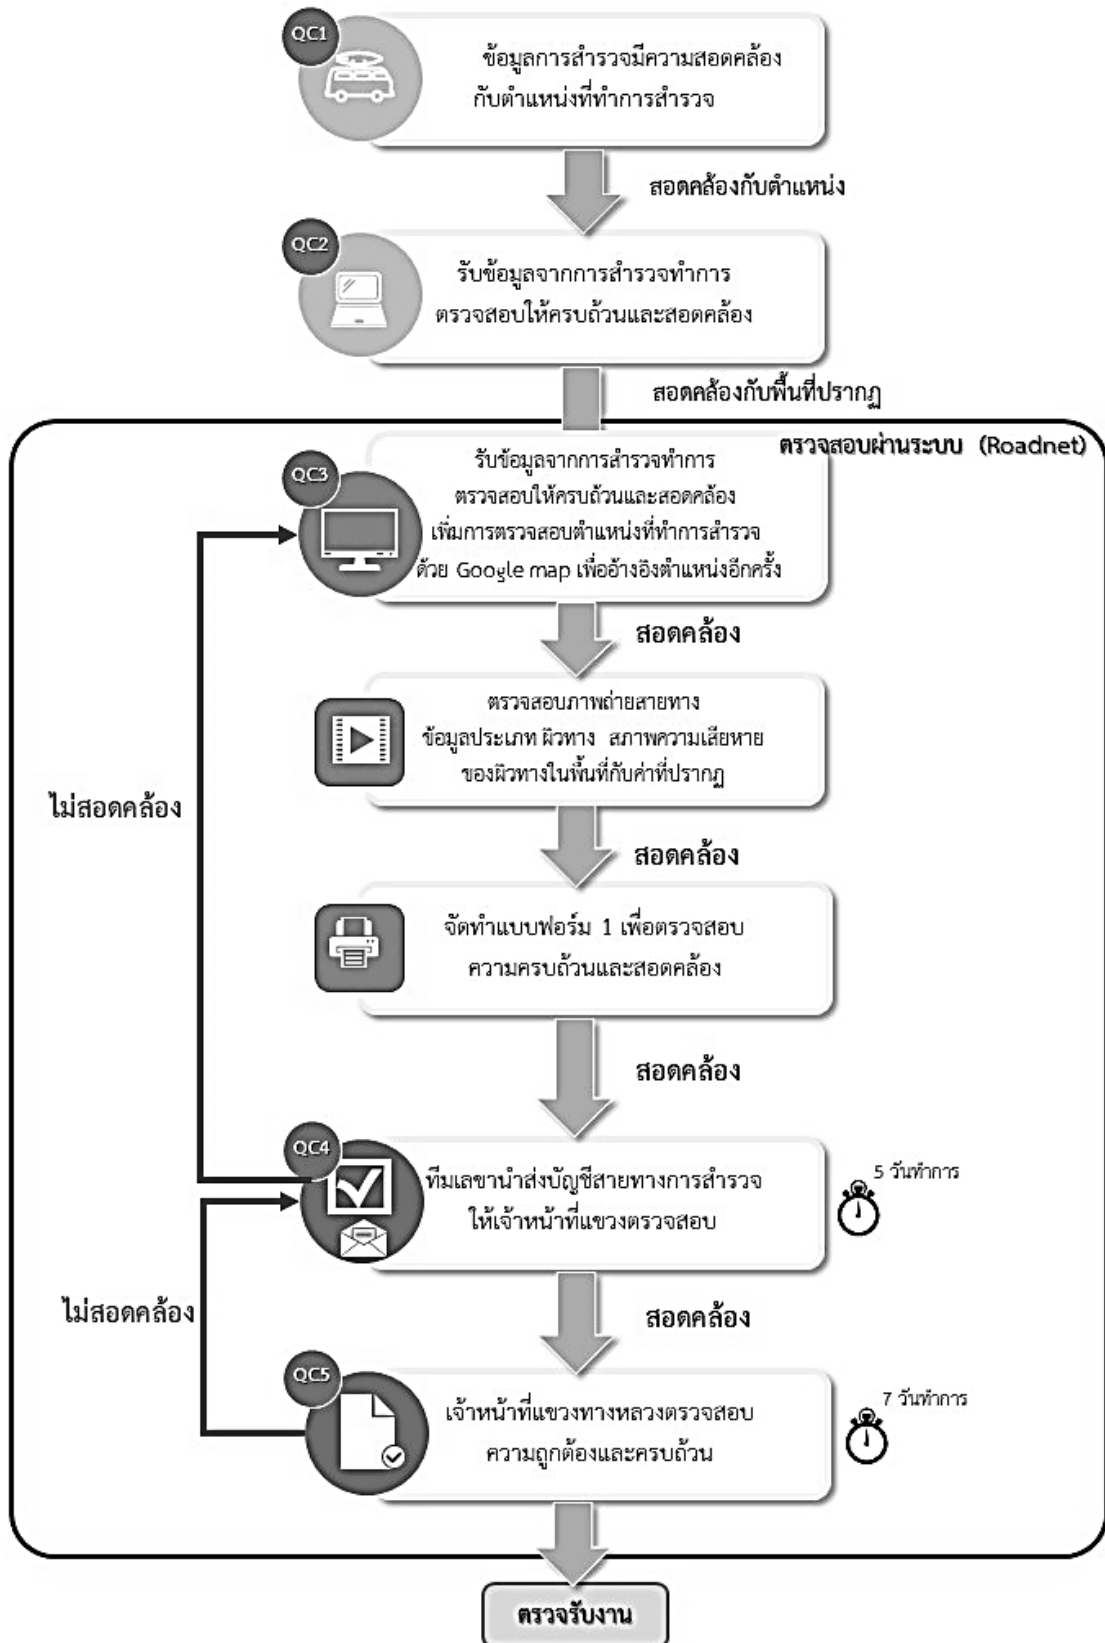 QC1
ข้อมูลการสำรวจมีความสอดคล้อง
กับตำแหน่งที่ทำการสำรวจ
สอดคล้องกับตำแหน่ง
QC2
รับข้อมูลจากการสำรวจทำการ
ตรวจสอบให้ครบถ้วนและสอดคล้อง
สอดคล้องกับพื้นที่ปรากฏ
ตรวจสอบผ่านระบบ (Roadnet)
QC3
รับข้อมูลจากการสำรวจทำการ
ตรวจสอบให้ครบถ้วนและสอดคล้อง
เพิ่มการตรวจสอบตำแหน่งที่ทำการสำรวจ
ด้วย Google map เพื่ออ้างอิงตำแหน่งอีกครั้ง
สอดคล้อง
ตรวจสอบภาพถ่ายสายทาง
ข้อมูลประเภท ผิวทาง สภาพความเสียหาย
ของผิวทางในพื้นที่กับค่าที่ปรากฏ
ไม่สอดคล้อง
สอดคล้อง
จัดทำแบบฟอร์ม 1 เพื่อตรวจสอบ
ความครบถ้วนและสอดคล้อง
สอดคล้อง
QC4
ทีมเลขานำส่งบัญชีสายทางการสำรวจ
ให้เจ้าหน้าที่แขวงตรวจสอบ
5 วันทำการ
ไม่สอดคล้อง
สอดคล้อง
QC5
เจ้าหน้าที่แขวงทางหลวงตรวจสอบ
ความถูกต้องและครบถ้วน
7 วันทำการ
ตรวจรับงาน